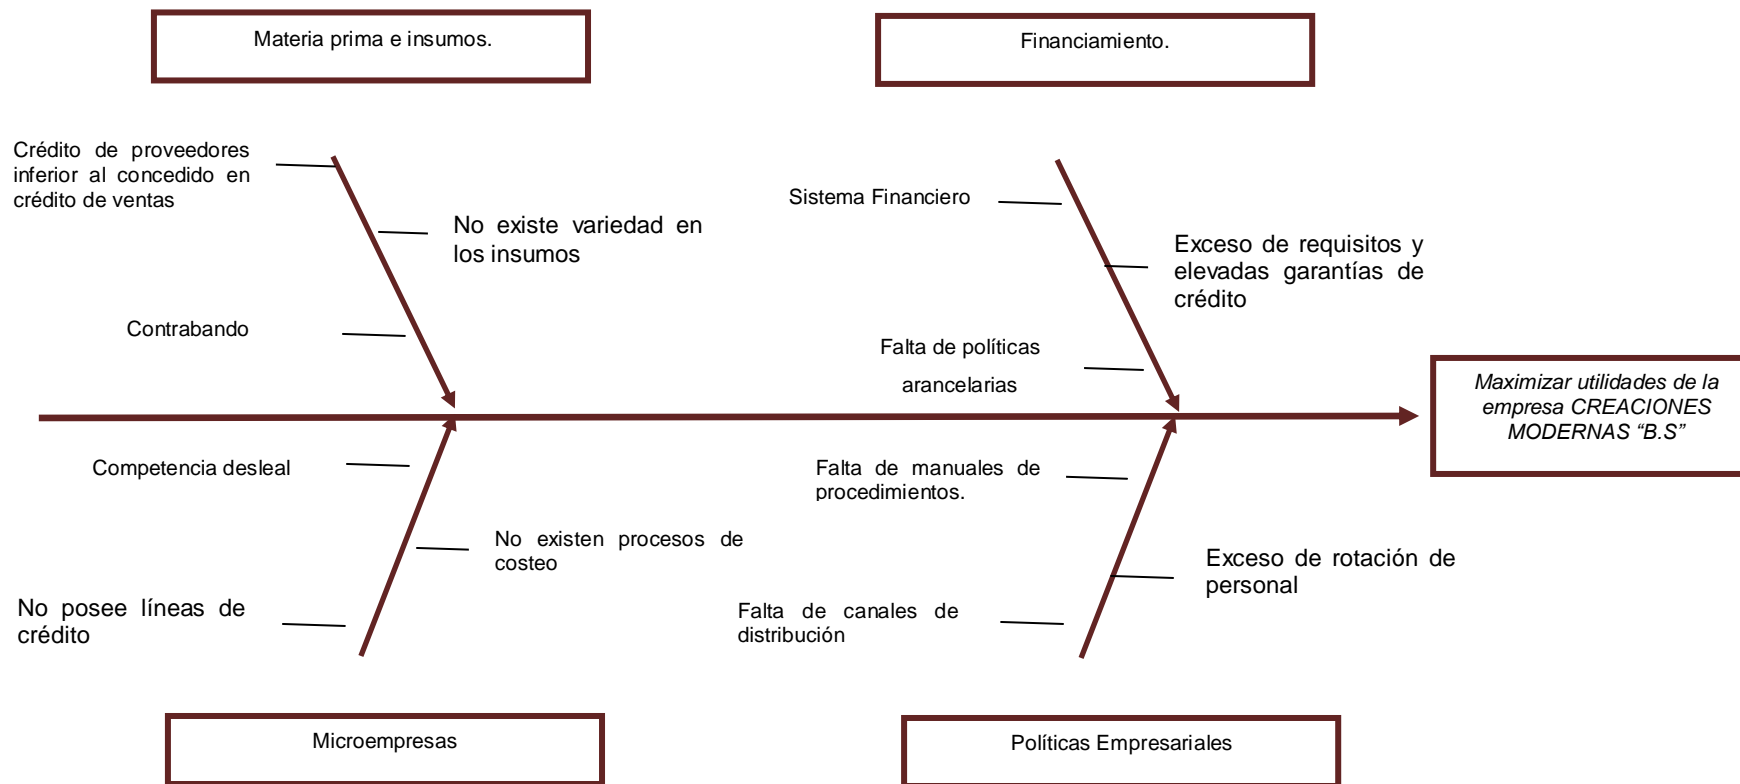 Materia prima e insumos.
Financiamiento.
Crédito de proveedores
inferior al concedido en
crédito de ventas
No existe variedad en
los insumos
Contrabando
Sistema Financiero
Exceso de requisitos y
elevadas garantías de
crédito
Falta de políticas
arancelarias
Maximizar utilidades de la
empresa CREACIONES
MODERNAS “B.S”
Competencia desleal
No existen procesos de
costeo
No posee líneas de
crédito
Falta de manuales de
procedimientos.
Exceso de rotación de
personal
Falta de canales de
distribución
Microempresas
Políticas Empresariales